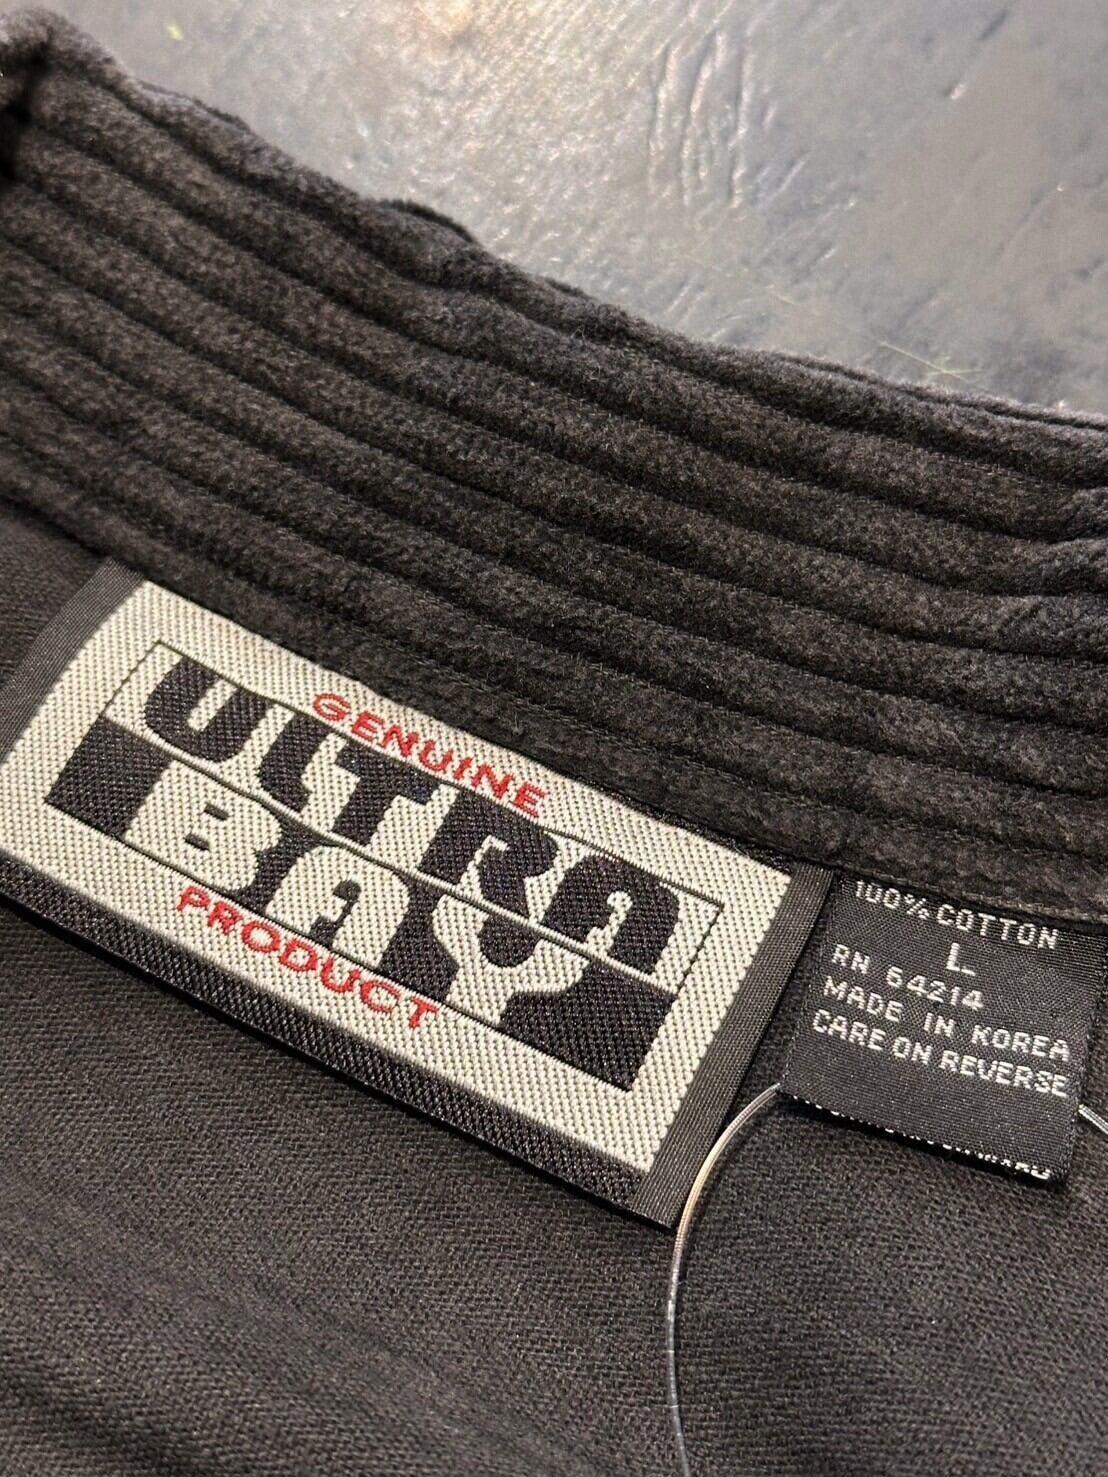 GENUINE
ULTRA
BAY
PRODUCT
100% COTTON
L
RN 64214
MADE IN KOREA
CARE ON REVERSE